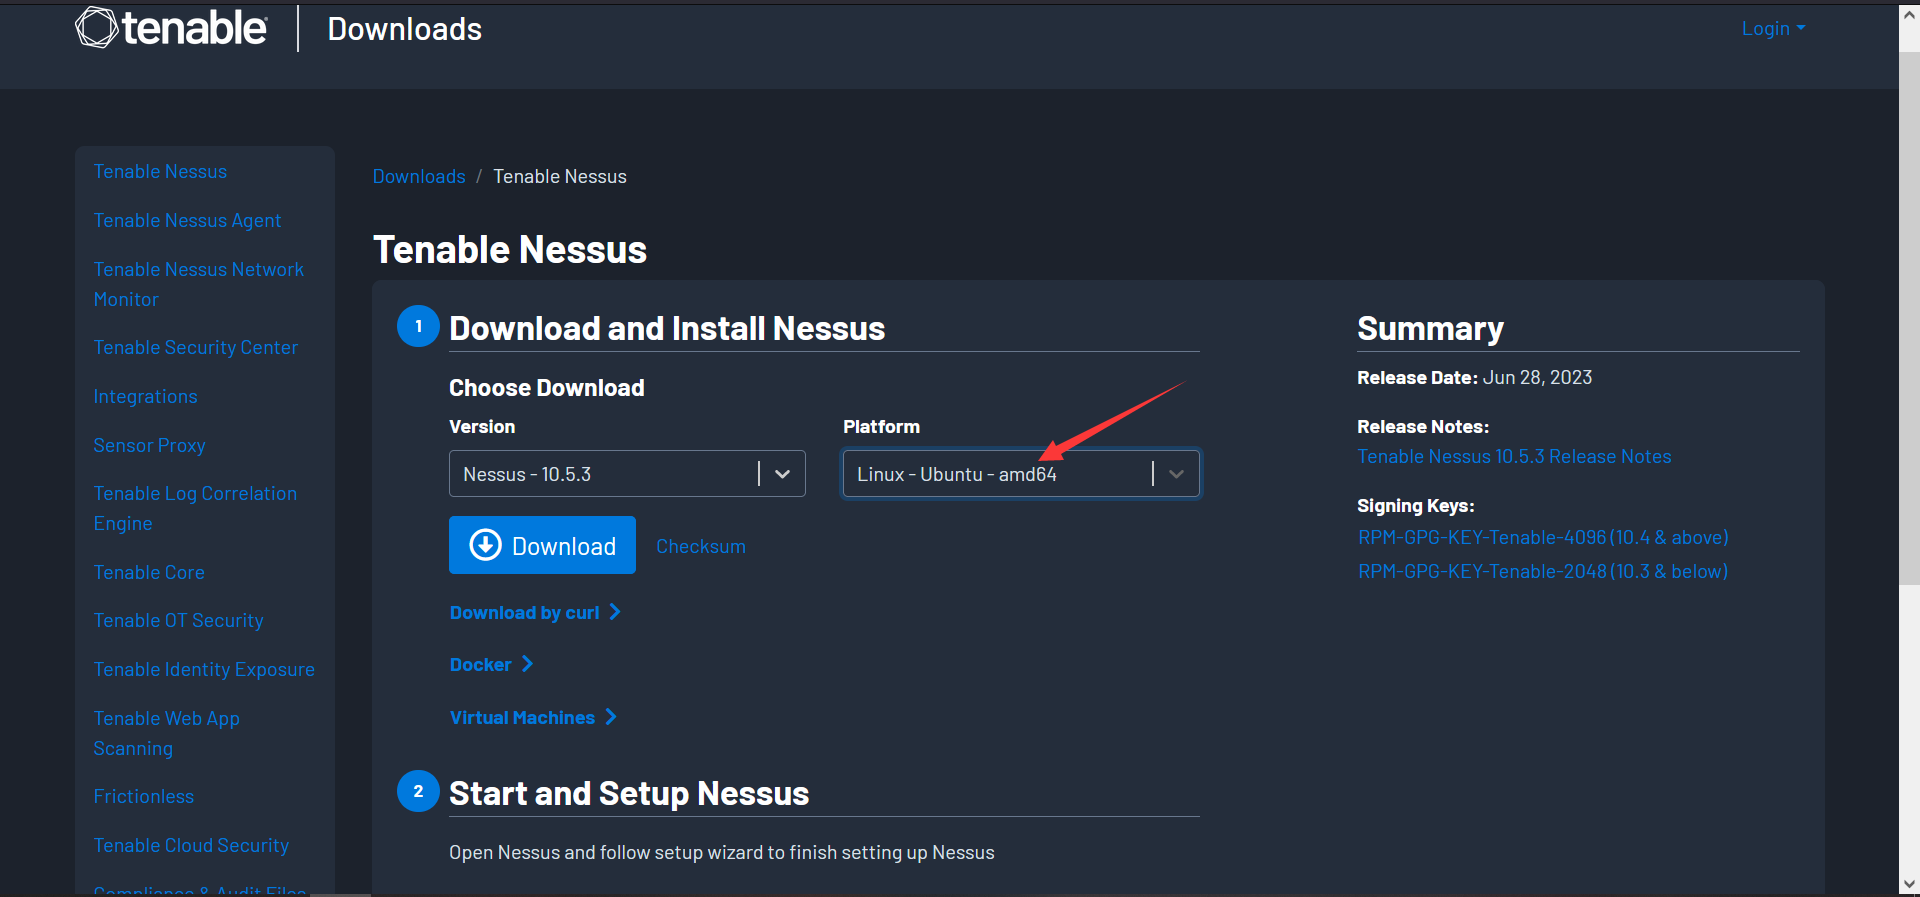 tenable
Downloads
Login
Tenable Nessus
Tenable Nessus Agent
Tenable Nessus Network
Monitor
Tenable Security Center
Integrations
Sensor Proxy
Tenable Log Correlation
Engine
Tenable Core
Tenable OT Security
Tenable Identity Exposure
Tenable Web App
Scanning
Frictionless
Tenable Cloud Security
Compliance & Audit Files
Downloads / Tenable Nessus
Tenable Nessus
1
Download and Install Nessus
Choose Download
Version
Platform
Nessus - 10.5.3
Linux - Ubuntu - amd64
Download
Checksum
Download by curl
Docker
Virtual Machines
2
Start and Setup Nessus
Open Nessus and follow setup wizard to finish setting up Nessus
Summary
Release Date: Jun 28, 2023
Release Notes:
Tenable Nessus 10.5.3 Release Notes
Signing Keys:
RPM-GPG-KEY-Tenable-4096 (10.4 & above)
RPM-GPG-KEY-Tenable-2048 (10.3 & below)